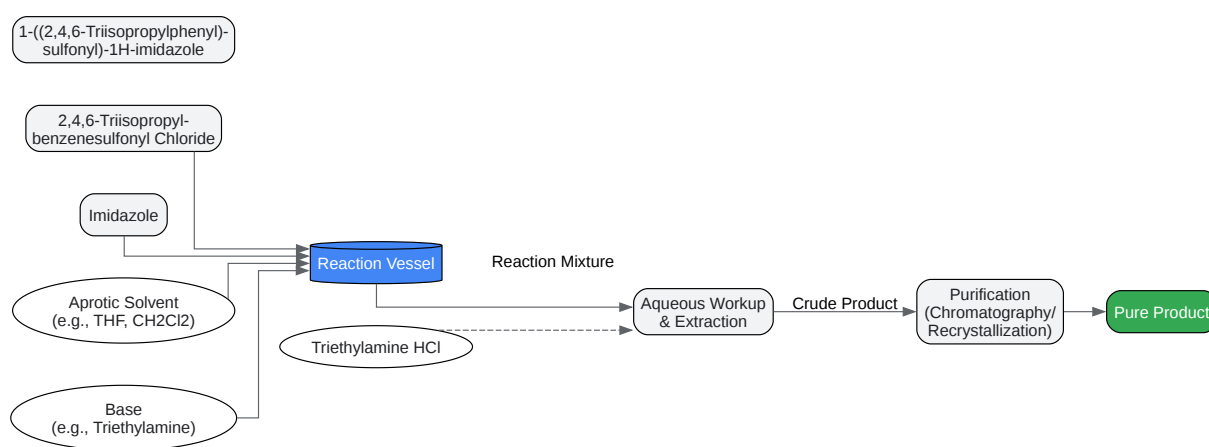 1-((2,4,6-Triisopropylphenyl)-
sulfonyl)-1H-imidazole
2,4,6-Triisopropyl-
benzenesulfonyl Chloride
Imidazole
Aprotic Solvent
(e.g., THF, CH2Cl2)
Base
(e.g., Triethylamine)
Reaction Vessel
Triethylamine HCl
Reaction Mixture
Aqueous Workup
& Extraction
Crude Product
Purification
(Chromatography/
Recrystallization)
Pure Product